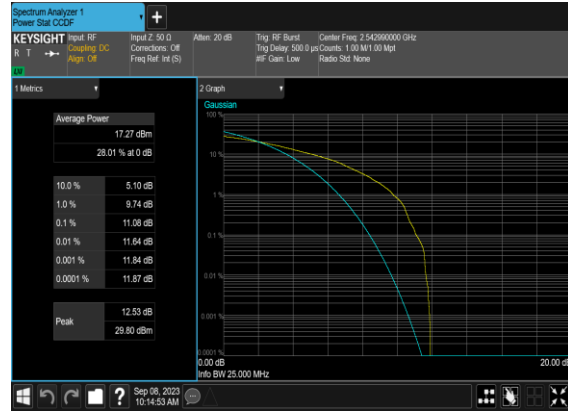 Spectrum Analyzer 1
Power Stat CCDF
KEYSIGHT
R T
LM
Input: RF
Coupling: DC
Align: Off
Input Z: 50 Ω
Corrections: Off
Freq Ref: Int (S)
Atten: 20 dB
Trig: RF Burst
Trig Delay: 500.0 µs
#IF Gain: Low
Center Freq: 2.542990000 GHz
Counts: 1.00 M/1.00 Mpt
Radio Std: None
1 Metrics
Average Power
17.27 dBm
28.01 % at 0 dB
10.0 % 5.10 dB
1.0 % 9.74 dB
0.1 % 11.08 dB
0.01 % 11.64 dB
0.001 % 11.84 dB
0.0001 % 11.87 dB
Peak
12.53 dB
29.80 dBm
2 Graph
Gaussian
100 %
10 %
1 %
0.1 %
0.01 %
0.001 %
0.0001 %
0.00 dB
20.00 dB
Info BW 25.000 MHz
?
Sep 08, 2023
10:14:53 AM